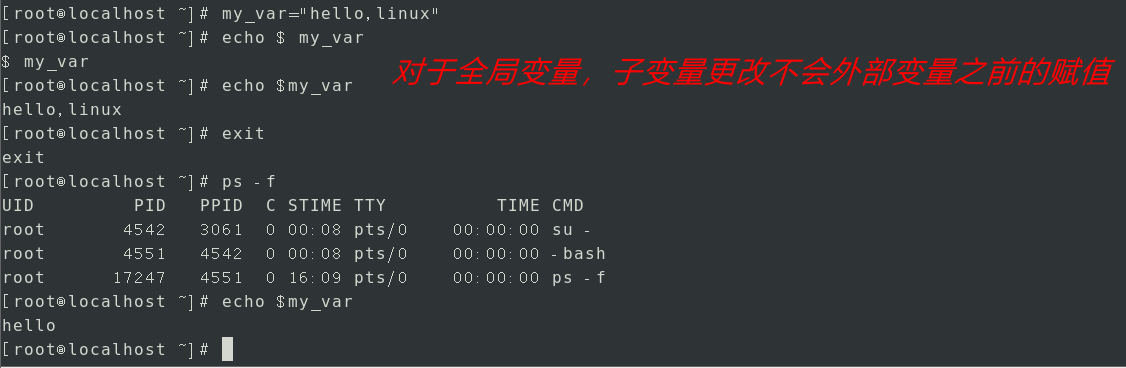 [root@localhost ~]# my_var="hello,linux"
[root@localhost ~]# echo $ my_var
$ my_var
对于全局变量，子变量更改不会外部变量之前的赋值
[root@localhost ~]# echo $my_var
hello,linux
[root@localhost ~]# exit
exit
[root@localhost ~]# ps -f
UID         PID   PPID  C STIME TTY          TIME CMD
root       4542   3061  0 00:08 pts/0    00:00:00 su -
root       4551   4542  0 00:08 pts/0    00:00:00 -bash
root      17247   4551  0 16:09 pts/0    00:00:00 ps -f
[root@localhost ~]# echo $my_var
hello
[root@localhost ~]#